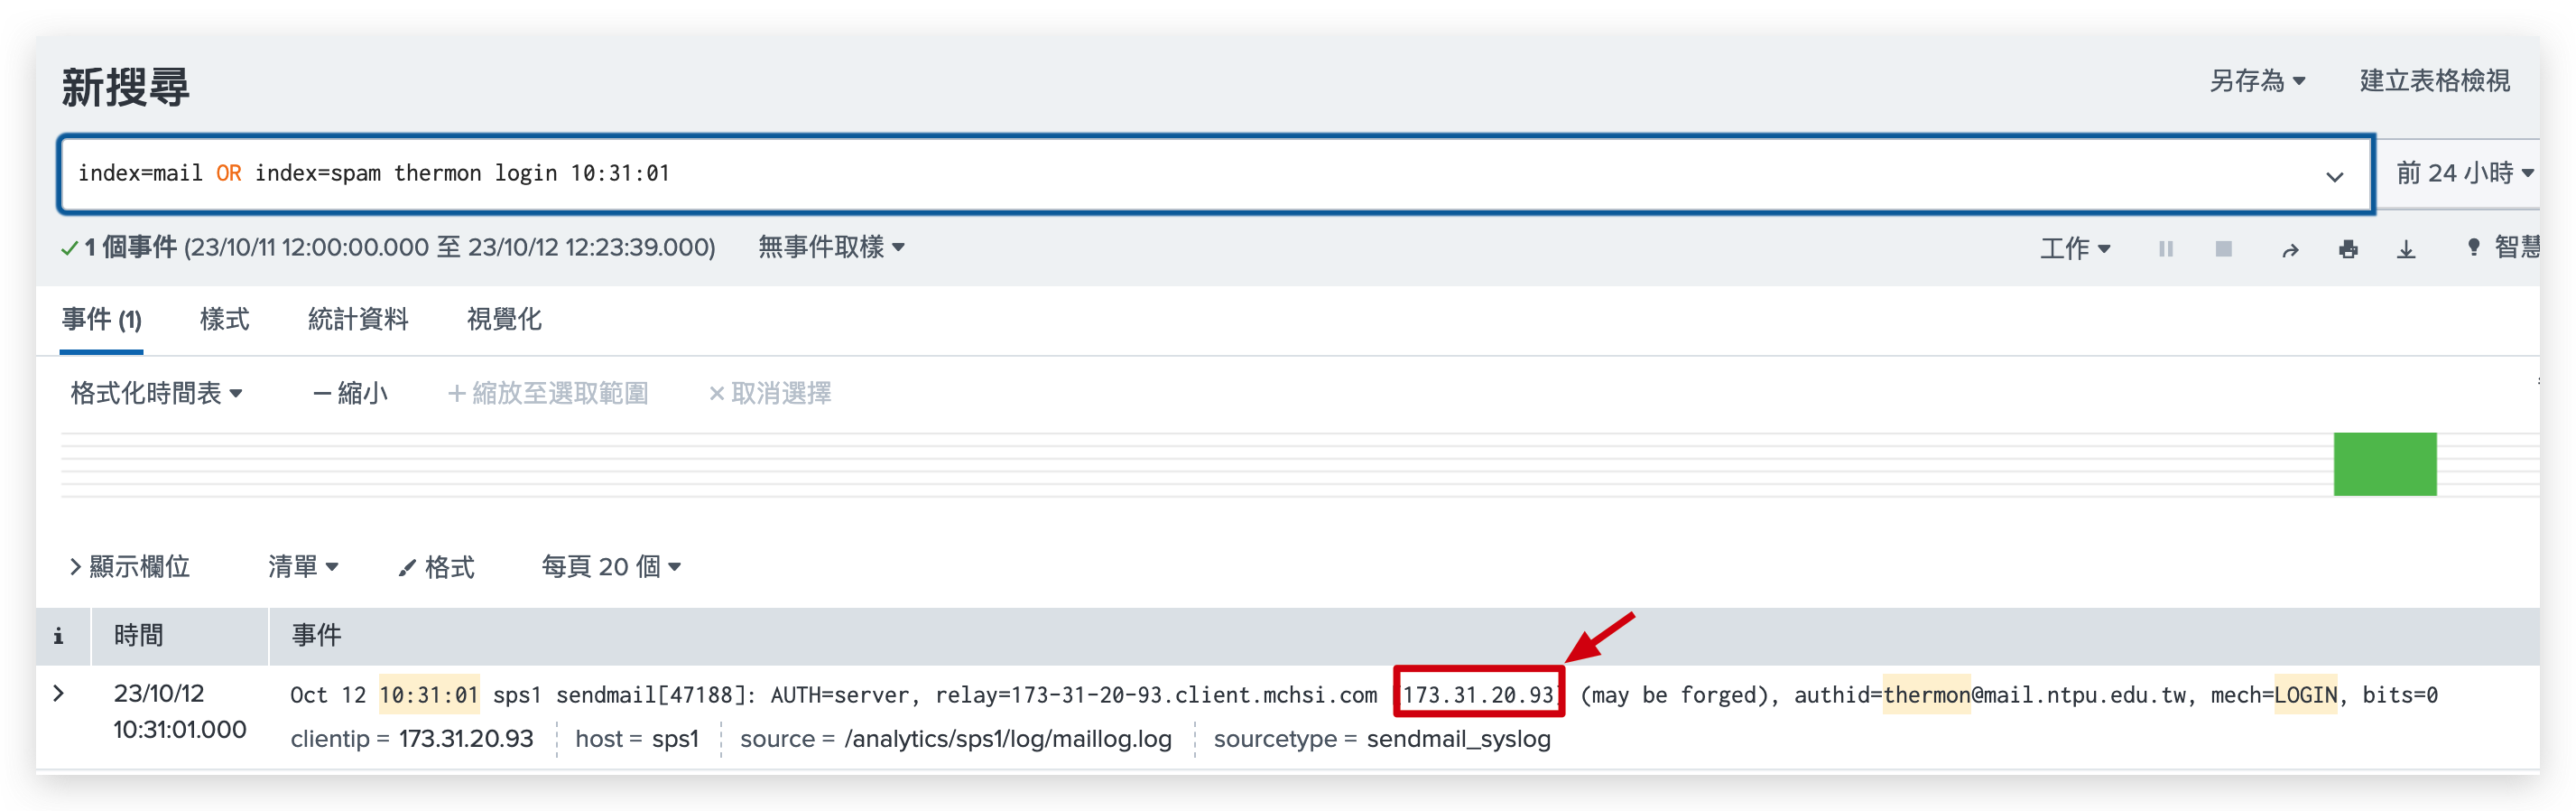 新搜尋
另存為 建立表格檢視
index=mail OR index=spam thermon login 10:31:01
前 24 小時
1 個事件 (23/10/11 12:00:00.000 至 23/10/12 12:23:39.000) 無事件取樣
工作 智慧
事件 (1) 樣式 統計資料 視覺化
格式化時間表 — 縮小 + 縮放至選取範圍 × 取消選擇
> 顯示欄位 清單 格式 每頁 20 個
i 時間 事件
> 23/10/12 Oct 12 10:31:01 sps1 sendmail[47188]: AUTH=server, relay=173-31-20-93.client.mchsi.com [173.31.20.93] (may be forged), authid=thermon@mail.ntpu.edu.tw, mech=LOGIN, bits=0
10:31:01.000 clientip = 173.31.20.93 host = sps1 source = /analytics/sps1/log/maillog.log sourcetype = sendmail_syslog